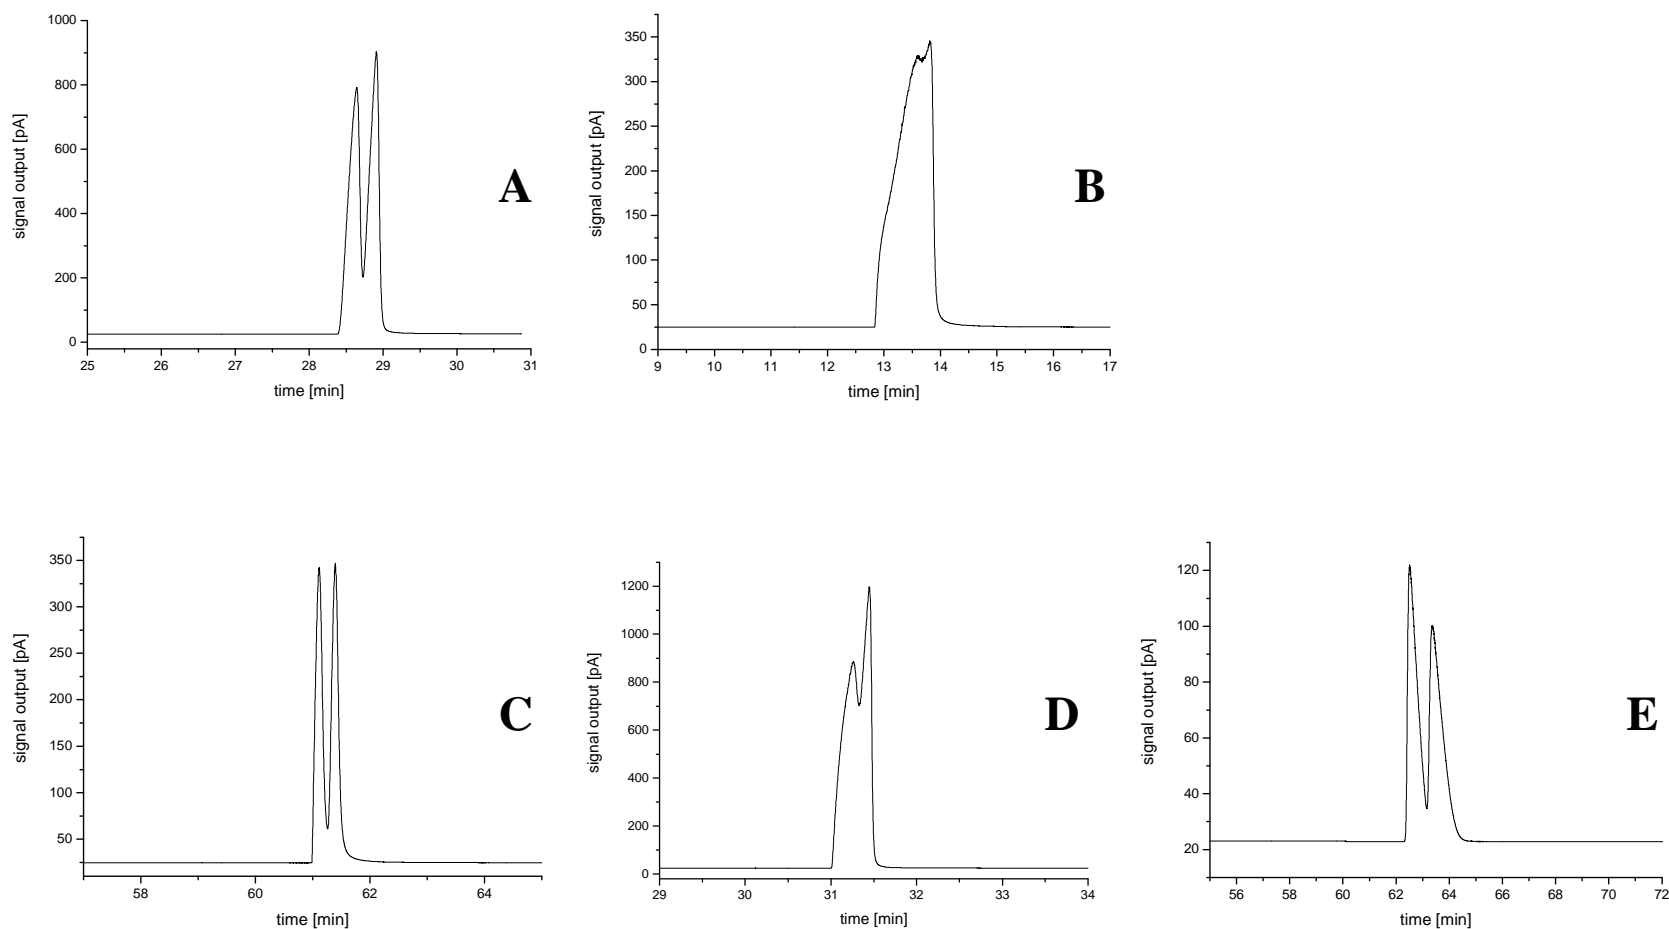 1000
800
600
400
200
0
signal output [pA]
25 26 27 28 29 30 31
time [min]
A
350
300
250
200
150
100
50
0
signal output [pA]
9 10 11 12 13 14 15 16 17
time [min]
B
350
300
250
200
150
100
50
signal output [pA]
58 60 62 64
time [min]
C
1200
1000
800
600
400
200
0
signal output [pA]
29 30 31 32 33 34
time [min]
D
120
100
80
60
40
20
signal output [pA]
56 58 60 62 64 66 68 70 72
time [min]
E